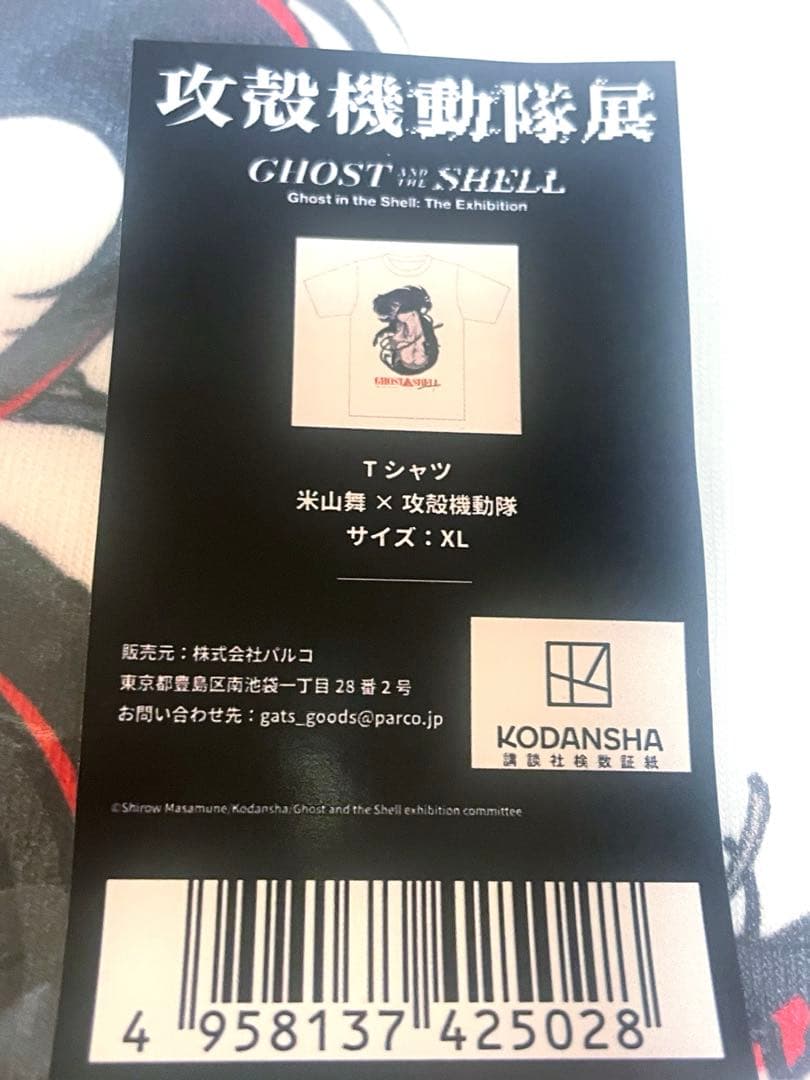 攻殻機動隊展
GHOST AND THE SHELL
Ghost in the Shell: The Exhibition
GHOST SHELL
Tシャツ
米山舞 × 攻殻機動隊
サイズ：XL
販売元：株式会社パルコ
東京都豊島区南池袋一丁目28番2号
お問い合わせ先：gats_goods@parco.jp
KODANSHA
講談社検数証紙
©Shirow Masamune/Kodansha/Ghost and the Shell exhibition committee
4 958137 425028